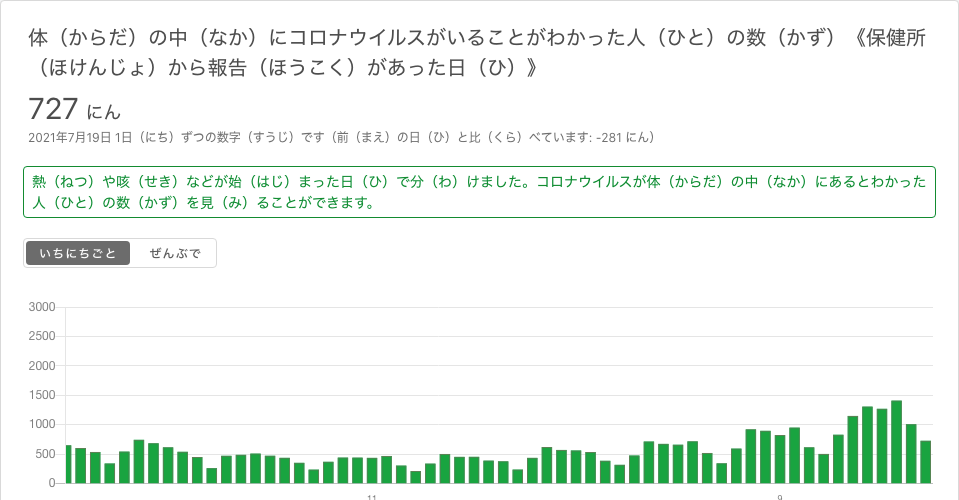 体（からだ）の中（なか）にコロナウイルスがいることがわかった人（ひと）の数（かず）《保健所
（ほけんじょ）から報告（ほうこく）があった日（ひ）》
727 にん
2021年7月19日 1日（にち）ずつの数字（すうじ）です（前（まえ）の日（ひ）と比（くら）べています: -281 にん）
熱（ねつ）や咳（せき）などが始（はじ）まった日（ひ）で分（わ）けました。コロナウイルスが体（からだ）の中（なか）にあるとわかった
人（ひと）の数（かず）を見（み）ることができます。
いちにちごと ぜんぶで
3000
2500
2000
1500
1000
500
0
11 9